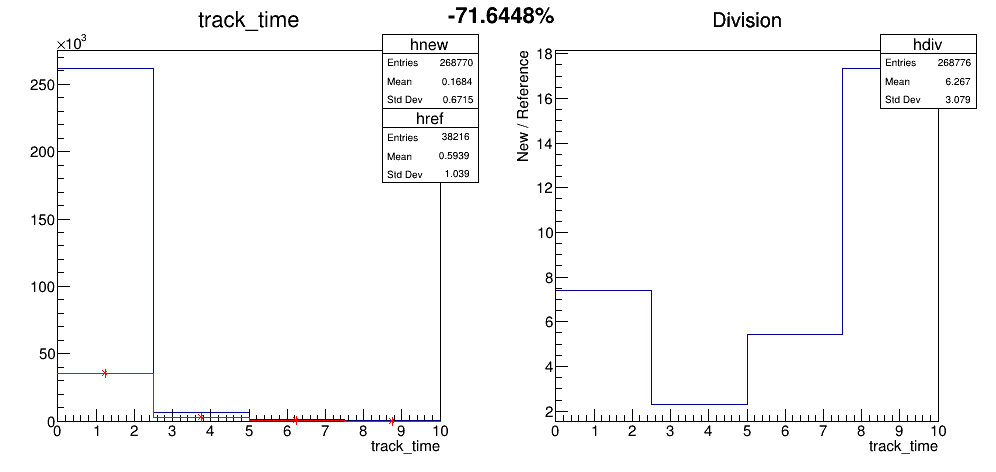 -71.6448%
track_time
×10³
hnew
Entries 268770
Mean 0.1684
Std Dev 0.6715
href
Entries 38216
Mean 0.5939
Std Dev 1.039
250
200
150
100
50
0
0 1 2 3 4 5 6 7 8 9 10
track_time
Division
hdiv
Entries 268776
Mean 6.267
Std Dev 3.079
New / Reference
18
16
14
12
10
8
6
4
2
0 1 2 3 4 5 6 7 8 9 10
track_time